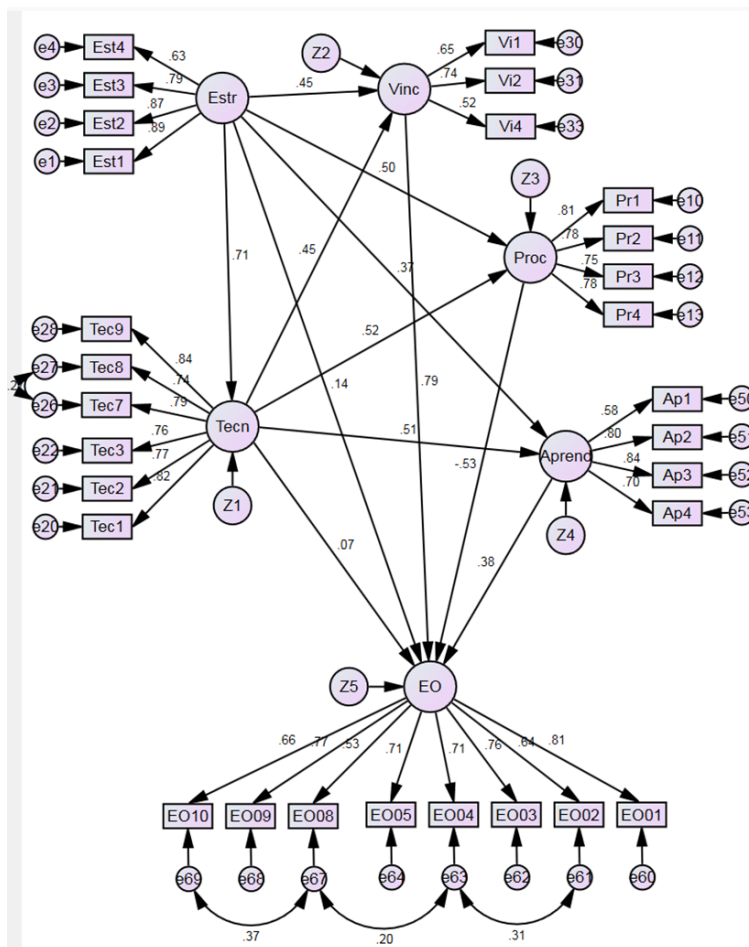 e4 Est4 .63
e3 Est3 .79
e2 Est2 .87
e1 Est1 .89
Estr
.45
Z2
Vinc
.65 Vi1 e30
.74 Vi2 e31
.52 Vi4 e33
.50
Z3
.81 Pr1 e10
.78 Pr2 e11
.75 Pr3 e12
.78 Pr4 e13
Proc
.71
.45
.37
.52
.14
.79
e28 Tec9 .84
e27 Tec8 .74
e26 Tec7 .79
e22 Tec3 .76
e21 Tec2 .77
e20 Tec1 .82
Tecn
Z1
.51
-.53
.58 Ap1
.80 Ap2
.84 Ap3
.70 Ap4
Z4
.07
.38
Z5
EO
.66 .77 .53 .71 .71 .76 .64 .81
EO10 EO09 EO08 EO05 EO04 EO03 EO02 EO01
e69 e68 e67 e64 e63 e62 e61 e60
.37 .20 .31